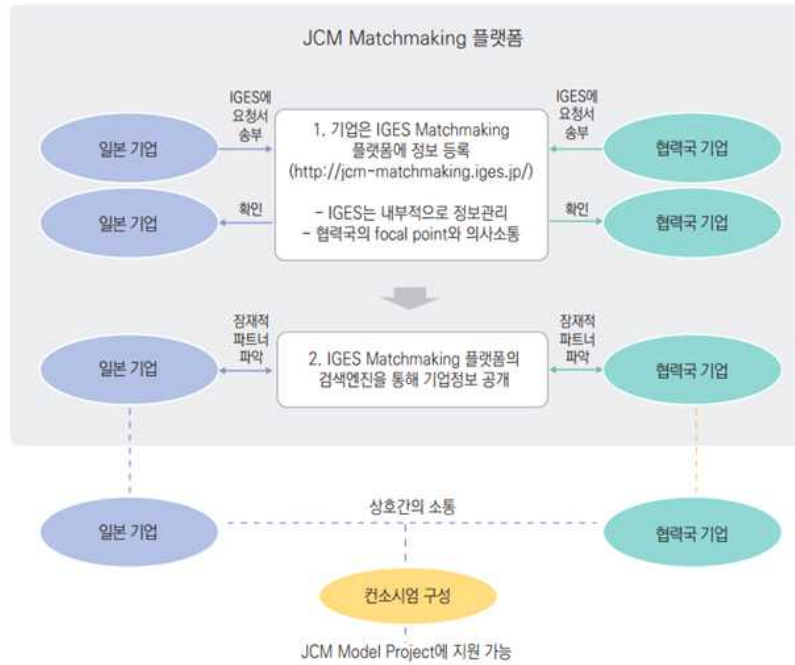 JCM Matchmaking 플랫폼
IGES에
요청서
송부
IGES에
요청서
송부
일본 기업
1. 기업은 IGES Matchmaking
플랫폼에 정보 등록
(http://jcm-matchmaking.iges.jp/)
협력국 기업
일본 기업
확인
- IGES는 내부적으로 정보관리
- 협력국의 focal point와 의사소통
확인
협력국 기업
잠재적
파트너
파악
잠재적
파트너
파악
일본 기업
2. IGES Matchmaking 플랫폼의
검색엔진을 통해 기업정보 공개
협력국 기업
상호간의 소통
일본 기업
협력국 기업
컨소시엄 구성
JCM Model Project에 지원 가능